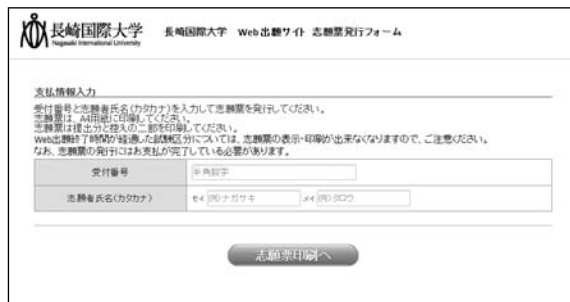 長崎国際大学
Nagasaki International University
長崎国際大学 Web出願サイト 志願票発行フォーム
支払情報入力
受付番号と志願者氏名(カタカナ)を入力して志願票を発行してください。
志願票は、A4用紙に印刷してください。
志願票は提出分と控えの二部を印刷してください。
Web出願終了時間が経過した試験区分については、志願票の表示・印刷が出来なくなりますので、ご注意ください。
なお、志願票の発行にはお支払が完了している必要があります。
受付番号 半角数字
志願者氏名(カタカナ) セイ (例)ナガサキ メイ (例)タロウ
志願票印刷へ